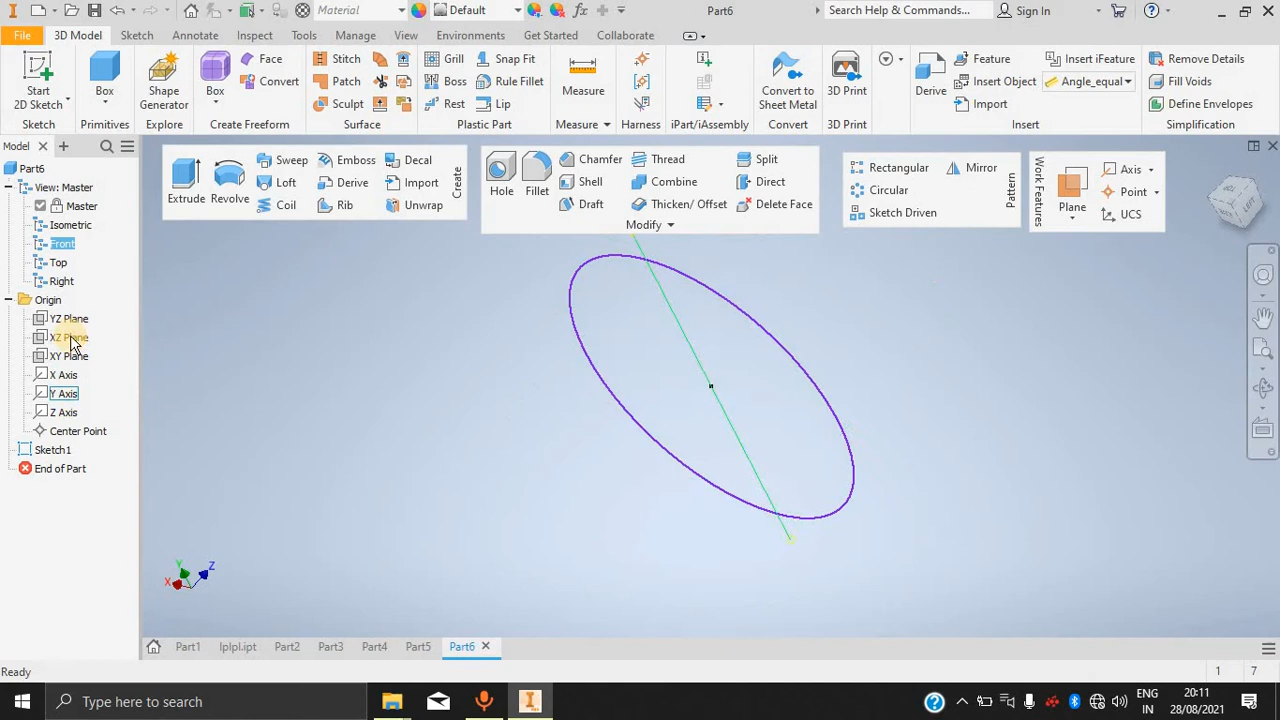 Material
Default
Part6
Search Help & Commands...
Sign In
File
3D Model
Sketch
Annotate
Inspect
Tools
Manage
View
Environments
Get Started
Collaborate
Start
2D Sketch
Box
Shape
Generator
Box
Face
Convert
Stitch
Patch
Sculpt
Grill
Boss
Rest
Snap Fit
Rule Fillet
Lip
Measure
Convert to
Sheet Metal
3D Print
Derive
Feature
Insert Object
Import
Insert iFeature
Angle_equal
Remove Details
Fill Voids
Define Envelopes
Sketch
Primitives
Explore
Create Freeform
Surface
Plastic Part
Measure
Harness
iPart/iAssembly
Convert
3D Print
Insert
Simplification
Model
Part6
View: Master
Master
Isometric
Front
Top
Right
Origin
YZ Plane
XZ Plane
XY Plane
X Axis
Y Axis
Z Axis
Center Point
Sketch1
End of Part
Extrude
Revolve
Sweep
Loft
Coil
Emboss
Derive
Rib
Decal
Import
Unwrap
Create
Hole
Fillet
Chamfer
Shell
Draft
Thread
Combine
Thicken/ Offset
Split
Direct
Delete Face
Modify
Rectangular
Circular
Sketch Driven
Mirror
Pattern
Work Features
Plane
Axis
Point
UCS
Y
X
Z
Part1
lplpl.ipt
Part2
Part3
Part4
Part5
Part6
Ready
1
7
Type here to search
ENG
IN
20:11
28/08/2021